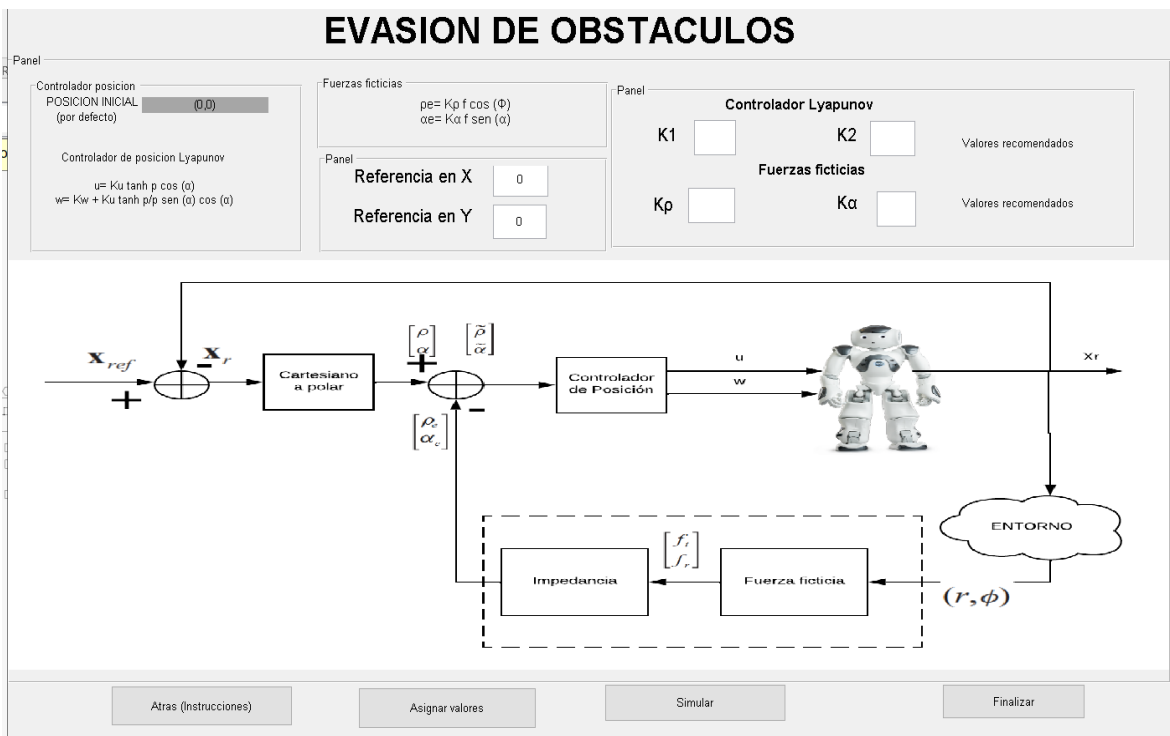 EVASION DE OBSTACULOS
Panel
Controlador posicion
POSICION INICIAL (0,0)
(por defecto)
Controlador de posicion Lyapunov
u= Ku tanh p cos (α)
w= Kw + Ku tanh p/p sen (α) cos (α)
Fuerzas ficticias
ρe= Kρ f cos (Φ)
αe= Kα f sen (α)
Panel
Referencia en X 0
Referencia en Y 0
Panel
Controlador Lyapunov
K1 K2 Valores recomendados
Fuerzas ficticias
Kρ Kα Valores recomendados
x_ref
+
x_r
-
Cartesiano
a polar
[ρ
α]
+
[ρ̃
α̃]
-
[ρ_e
α_e]
Controlador
de Posición
u
w
Xr
ENTORNO
(r,ϕ)
Fuerza ficticia
[f_t
f_r]
Impedancia
Atras (Instrucciones)
Asignar valores
Simular
Finalizar